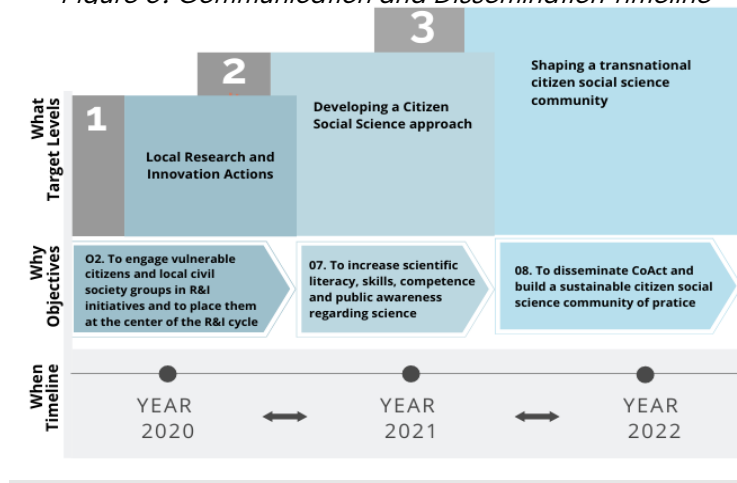 Figure 6: Communication and Dissemination Timeline
What
Target Levels
1
Local Research and
Innovation Actions
2
Developing a Citizen
Social Science approach
3
Shaping a transnational
citizen social science
community
Why
Objectives
O2. To engage vulnerable
citizens and local civil
society groups in R&I
initiatives and to place them
at the center of the R&I cycle
07. To increase scientific
literacy, skills, competence
and public awareness
regarding science
08. To disseminate CoAct and
build a sustainable citizen social
science community of pratice
When
Timeline
YEAR
2020
YEAR
2021
YEAR
2022